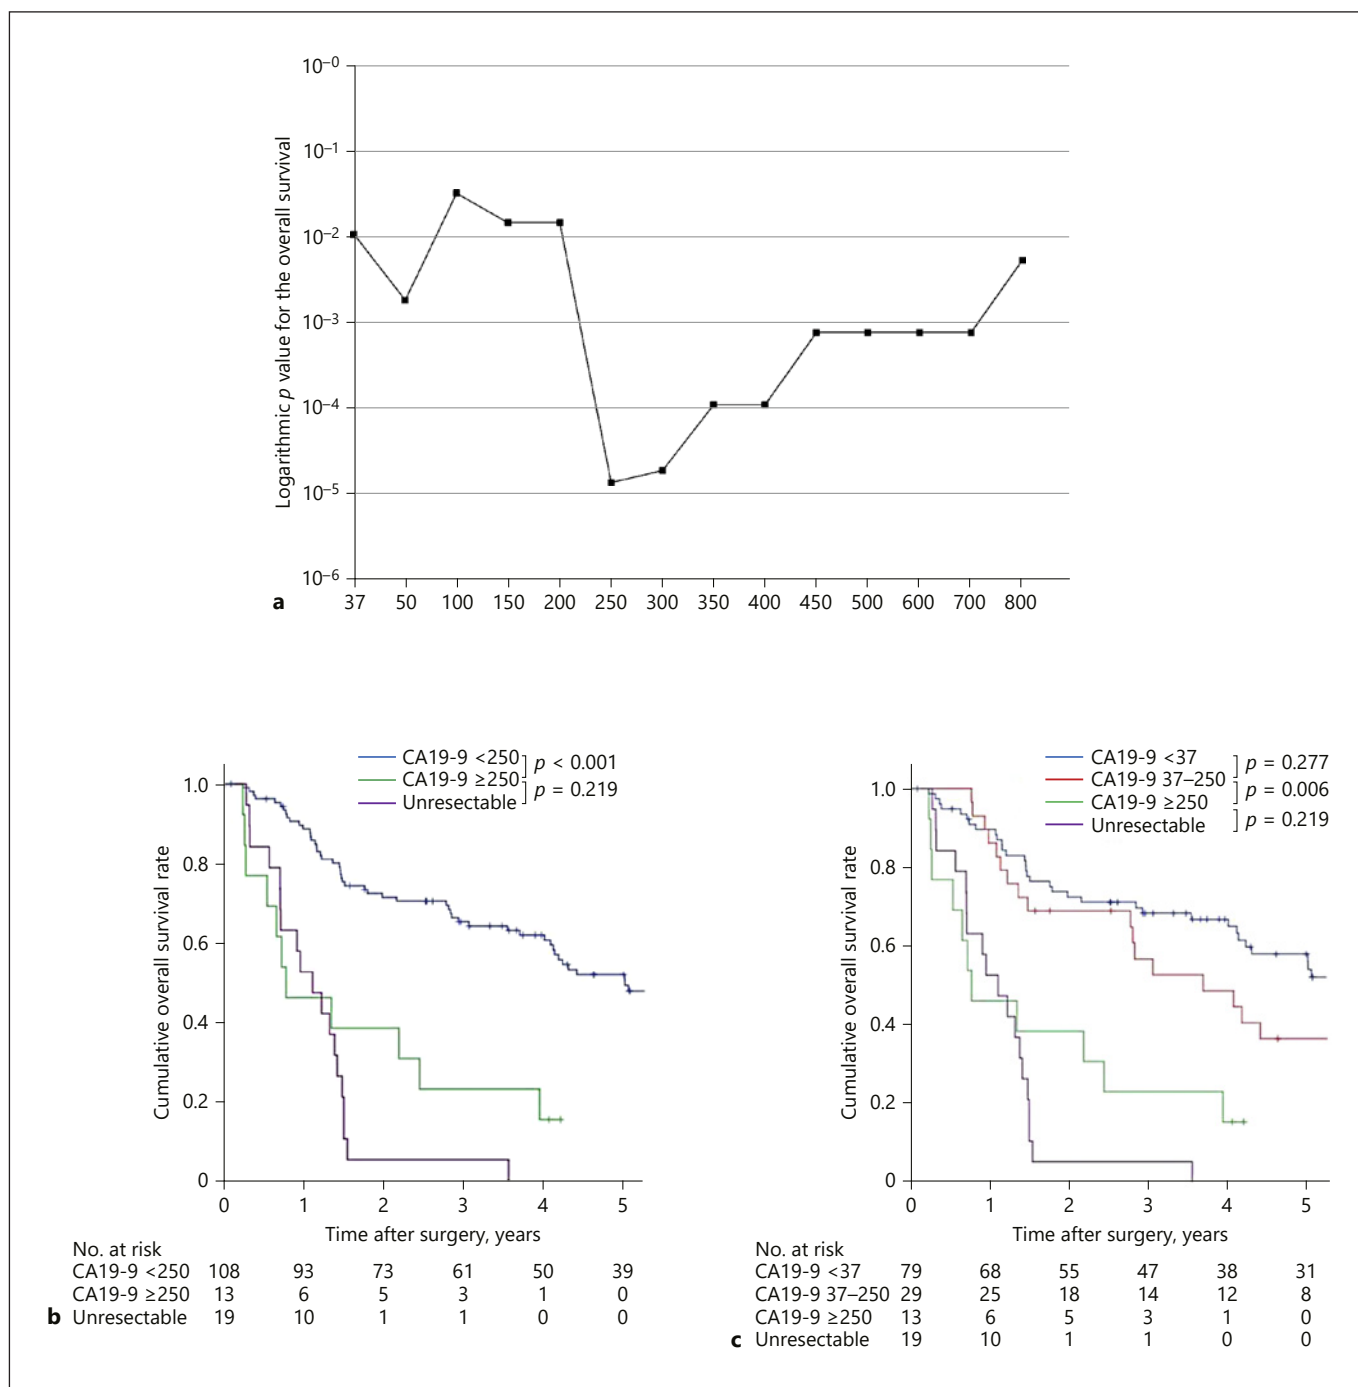 10⁻⁰
10⁻¹
10⁻²
10⁻³
10⁻⁴
10⁻⁵
10⁻⁶
Logarithmic p value for the overall survival
37 50 100 150 200 250 300 350 400 450 500 600 700 800
a
CA19-9 <250
CA19-9 ≥250
Unresectable
p < 0.001
p = 0.219
1.0
0.8
0.6
0.4
0.2
0
Cumulative overall survival rate
0 1 2 3 4 5
Time after surgery, years
No. at risk
CA19-9 <250 108 93 73 61 50 39
CA19-9 ≥250 13 6 5 3 1 0
b Unresectable 19 10 1 1 0 0
CA19-9 <37
CA19-9 37–250
CA19-9 ≥250
Unresectable
p = 0.277
p = 0.006
p = 0.219
1.0
0.8
0.6
0.4
0.2
0
Cumulative overall survival rate
0 1 2 3 4 5
Time after surgery, years
No. at risk
CA19-9 <37 79 68 55 47 38 31
CA19-9 37–250 29 25 18 14 12 8
CA19-9 ≥250 13 6 5 3 1 0
c Unresectable 19 10 1 1 0 0